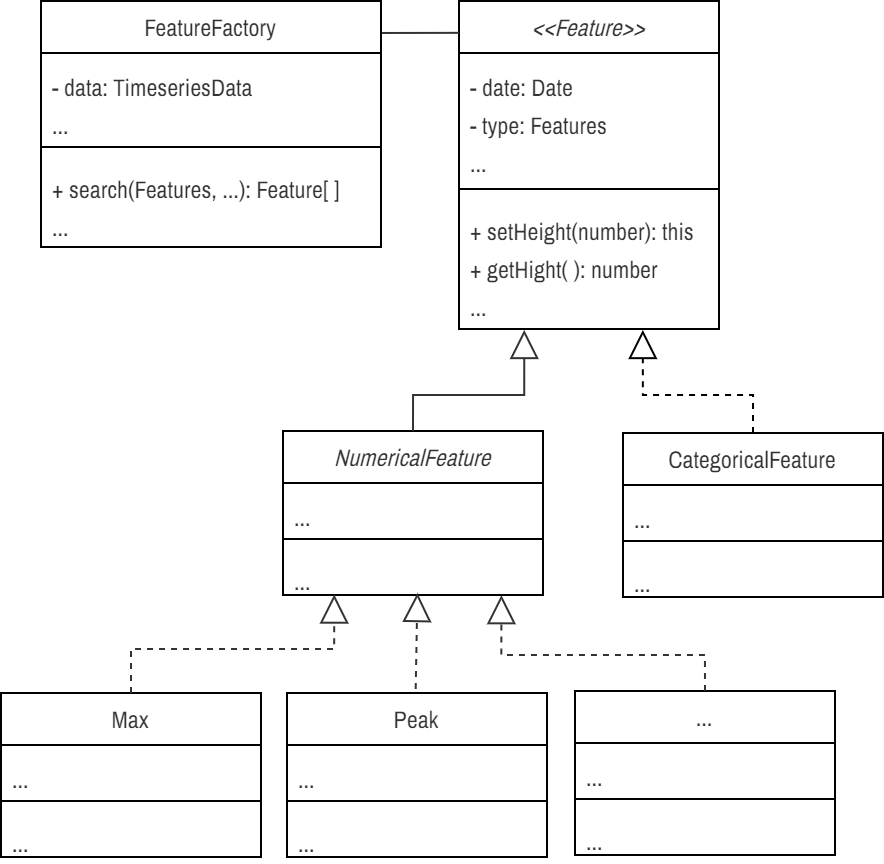 FeatureFactory
- data: TimeseriesData
...
+ search(Features, ...): Feature[ ]
...
<<Feature>>
- date: Date
- type: Features
...
+ setHeight(number): this
+ getHight( ): number
...
NumericalFeature
...
...
CategoricalFeature
...
...
Max
...
...
Peak
...
...
...
...
...